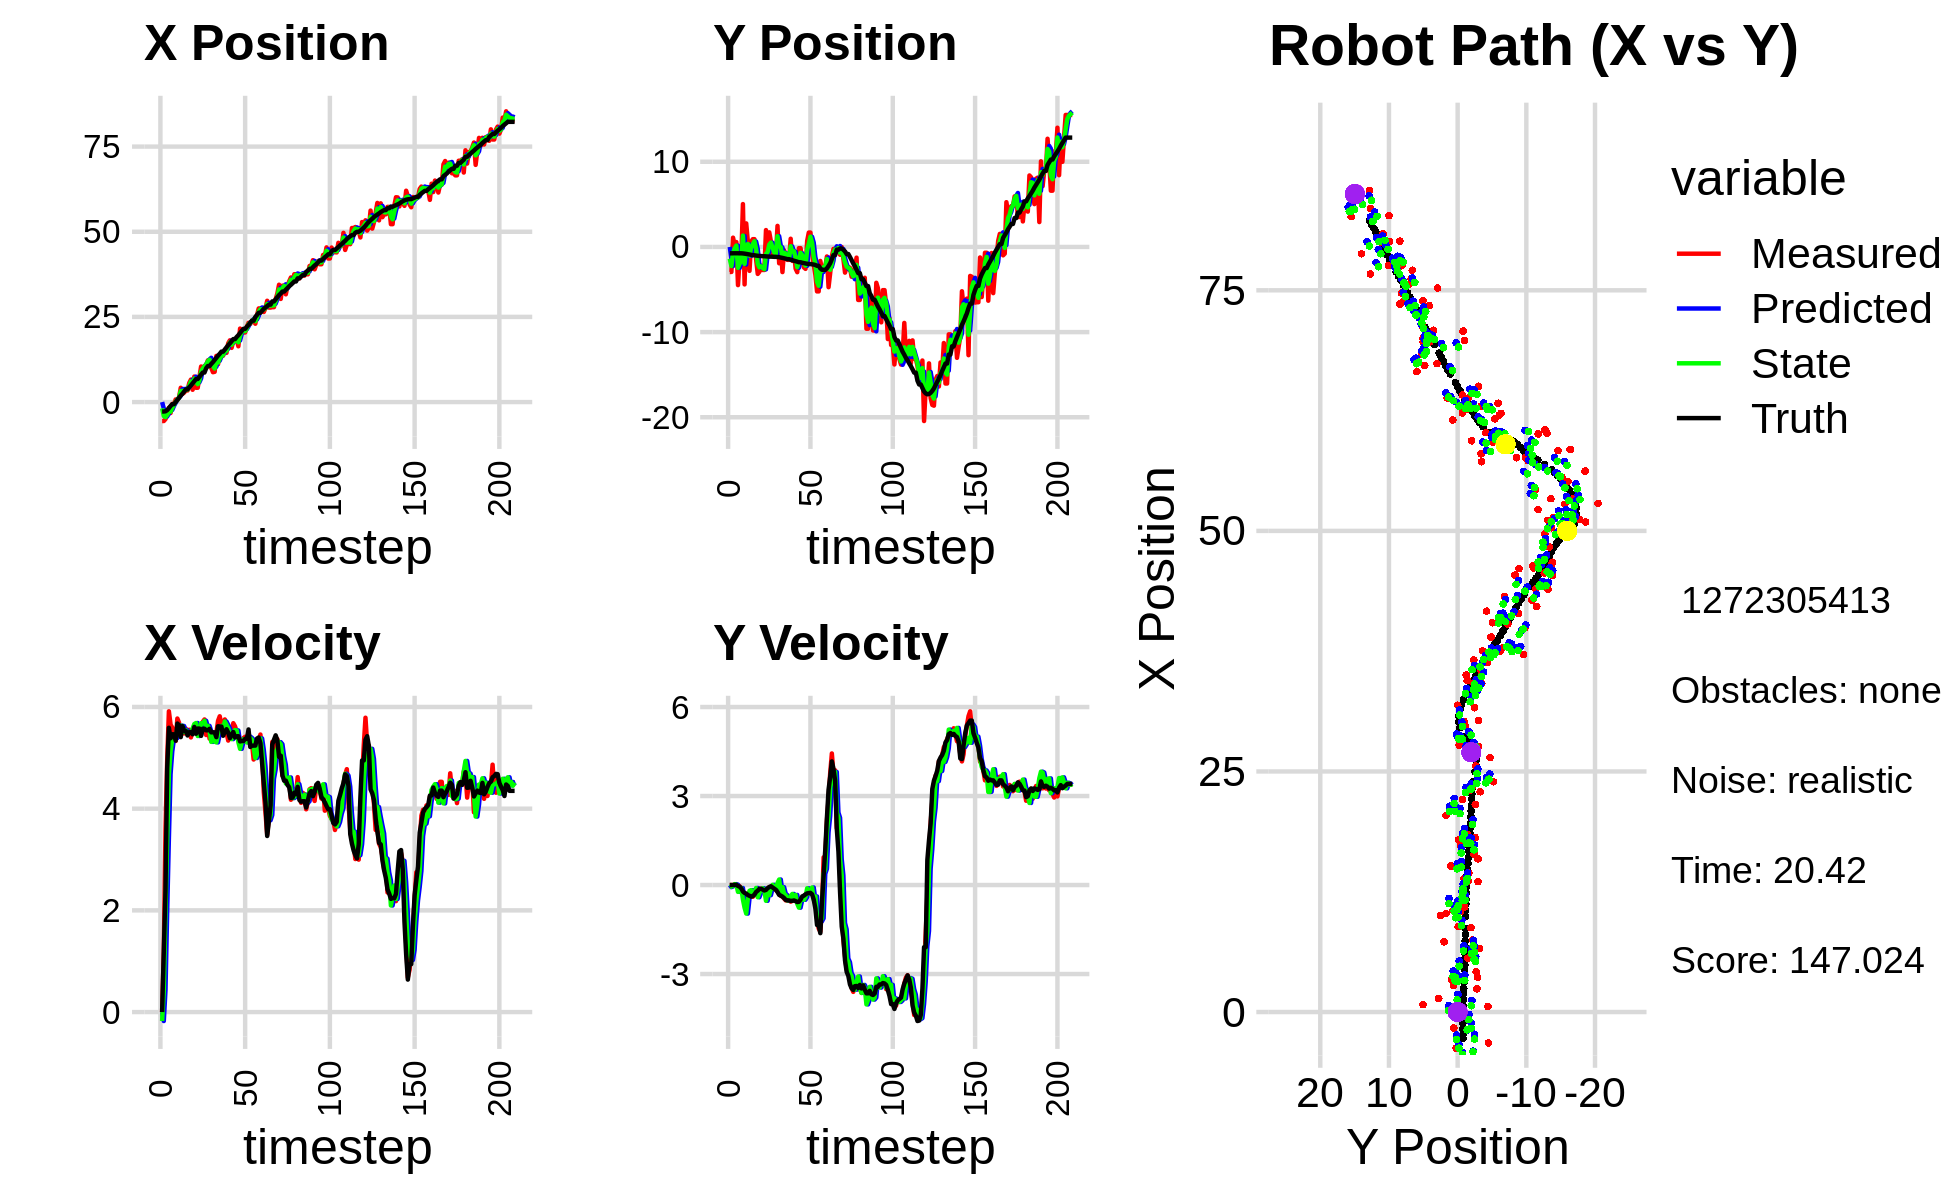 X Position
75
50
25
0
0
50
100
150
200
timestep
Y Position
10
0
-10
-20
0
50
100
150
200
timestep
X Velocity
6
4
2
0
0
50
100
150
200
timestep
Y Velocity
6
3
0
-3
0
50
100
150
200
timestep
Robot Path (X vs Y)
X Position
75
50
25
0
20 10 0 -10 -20
Y Position
variable
Measured
Predicted
State
Truth
1272305413
Obstacles: none
Noise: realistic
Time: 20.42
Score: 147.024